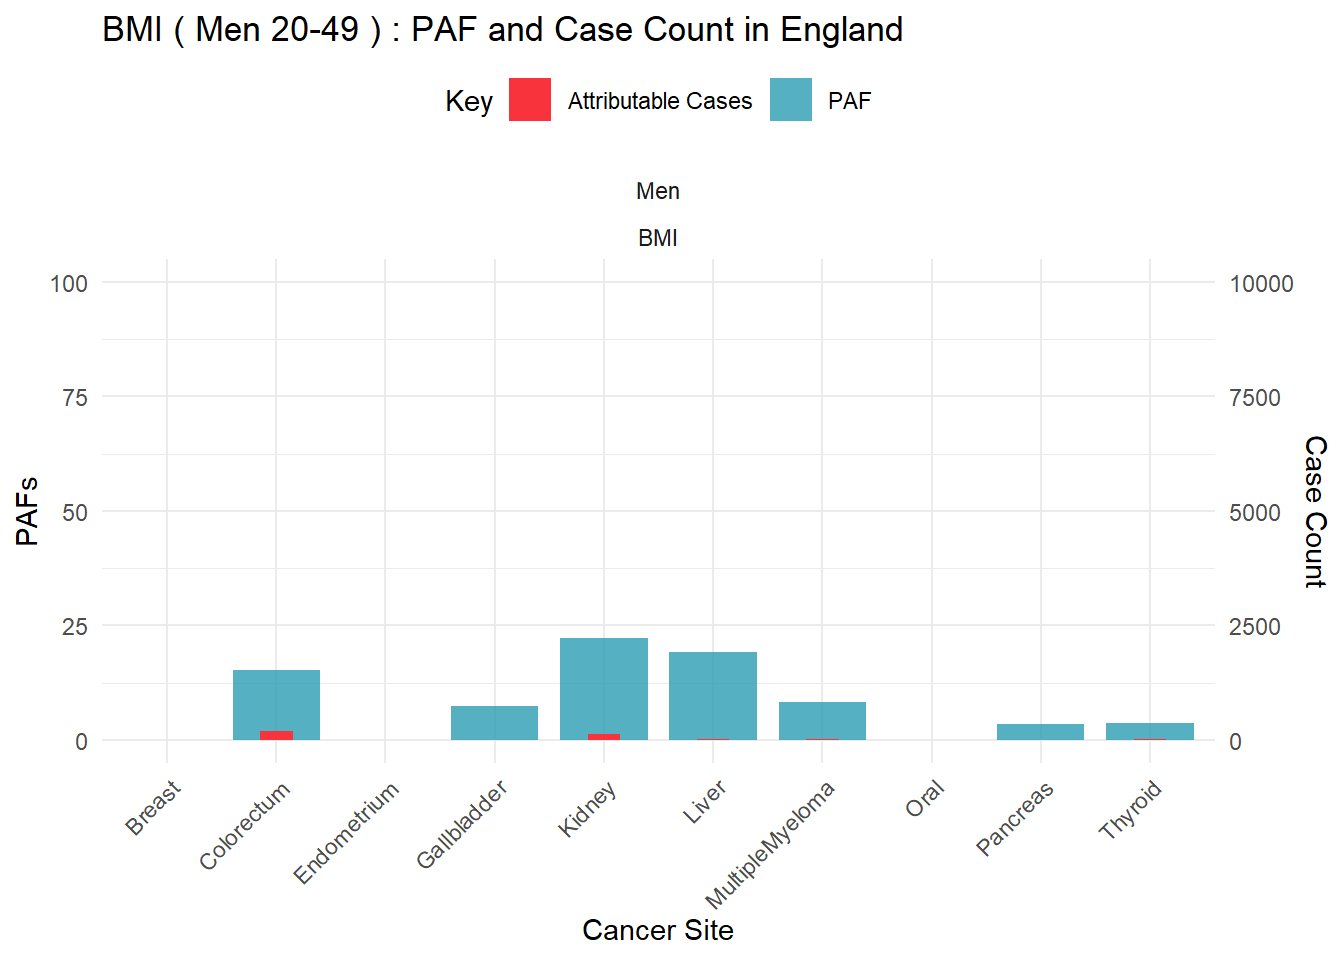 BMI ( Men 20-49 ) : PAF and Case Count in England
Key Attributable Cases PAF
Men
BMI
100 10000
75 7500
50 5000
25 2500
0 0
PAFs
Case Count
Breast
Colorectum
Endometrium
Gallbladder
Kidney
Liver
MultipleMyeloma
Oral
Pancreas
Thyroid
Cancer Site